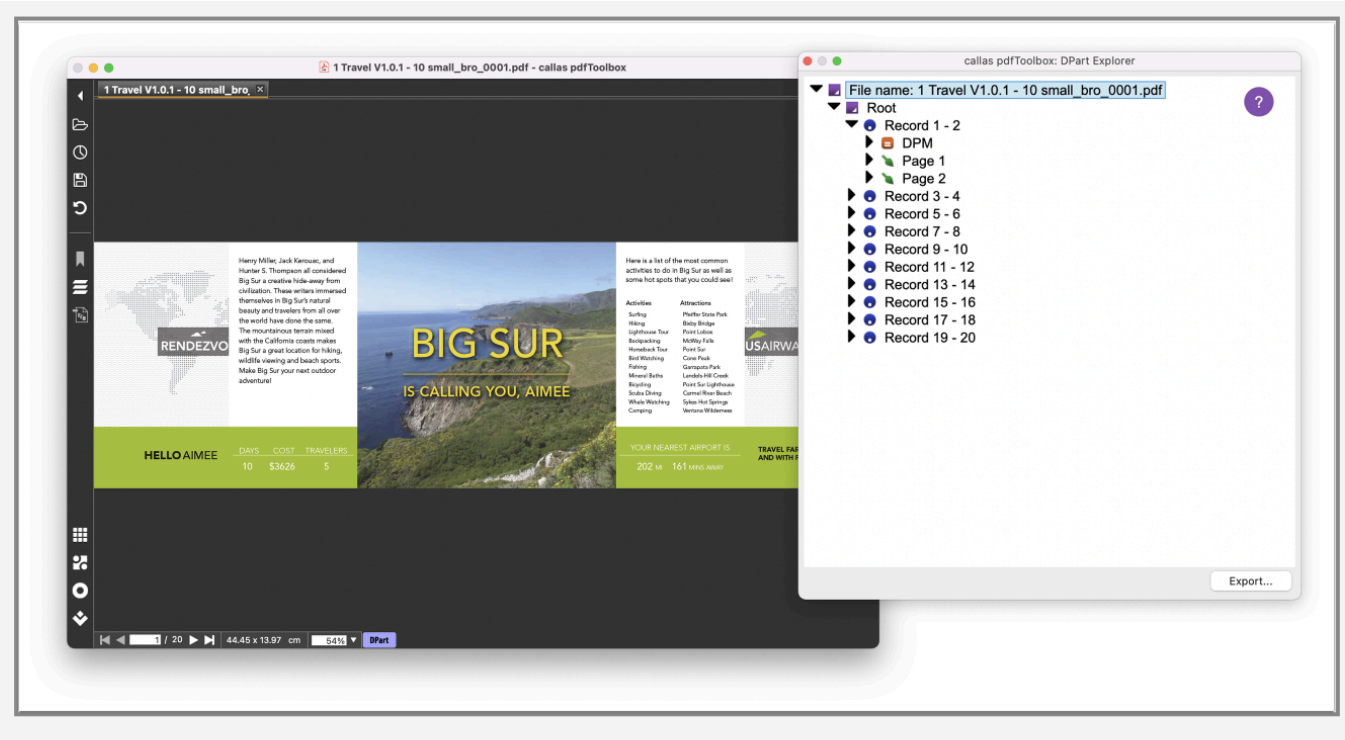 1 Travel V1.0.1 - 10 small_bro_0001.pdf - callas pdfToolbox
1 Travel V1.0.1 - 10 small_bro_
RENDEZVO
Henry Miller, Jack Kerouac, and
Hunter S. Thompson all considered
Big Sur a creative hide-away from
civilization. These writers immersed
themselves in Big Sur's natural
beauty and travelers from all over
the world have done the same.
The mountainous terrain mixed
with the California coasts makes
Big Sur a great location for hiking,
wildlife viewing and beach sports.
Make Big Sur your next outdoor
adventure!
BIG SUR
IS CALLING YOU, AIMEE
Here is a list of the most common
activities to do in Big Sur as well as
some hot spots that you could see!
Activities Attractions
Surfing Pfeiffer State Park
Hiking Bixby Bridge
Lighthouse Tour Point Lobos
Backpacking McWay Falls
Horseback Tour Point Sur
Bird Watching Cone Peak
Fishing Garrapata Park
Mineral Baths Landels-Hill Creek
Bicycling Point Sur Lighthouse
Scuba Diving Carmel River Beach
Whale Watching Sykes Hot Springs
Camping Ventana Wilderness
USAIRWA
HELLO AIMEE
DAYS COST TRAVELERS
10 $3626 5
YOUR NEAREST AIRPORT IS
202 MI 161 MINS AWAY
TRAVEL FAR
AND WITH F
1 / 20 44.45 x 13.97 cm 54% DPart
callas pdfToolbox: DPart Explorer
File name: 1 Travel V1.0.1 - 10 small_bro_0001.pdf
?
Root
Record 1 - 2
DPM
Page 1
Page 2
Record 3 - 4
Record 5 - 6
Record 7 - 8
Record 9 - 10
Record 11 - 12
Record 13 - 14
Record 15 - 16
Record 17 - 18
Record 19 - 20
Export...